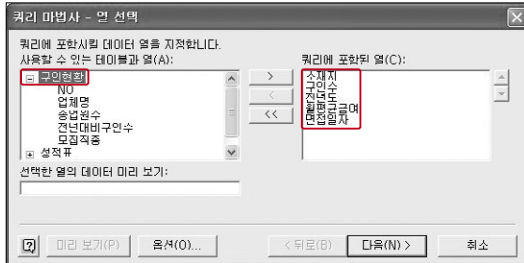 쿼리 마법사 - 열 선택
쿼리에 포함시킬 데이터 열을 지정합니다.
사용할 수 있는 테이블과 열(A):
구인현황
NO
업체명
총법원수
전년대비구인수
모집직종
성적표
>
<
<<
쿼리에 포함된 열(C):
소재지
구인수
전년도
월평균급여
면접일자
선택한 열의 데이터 미리 보기:
미리 보기(P)
옵션(O)...
< 뒤로(B)
다음(N) >
취소